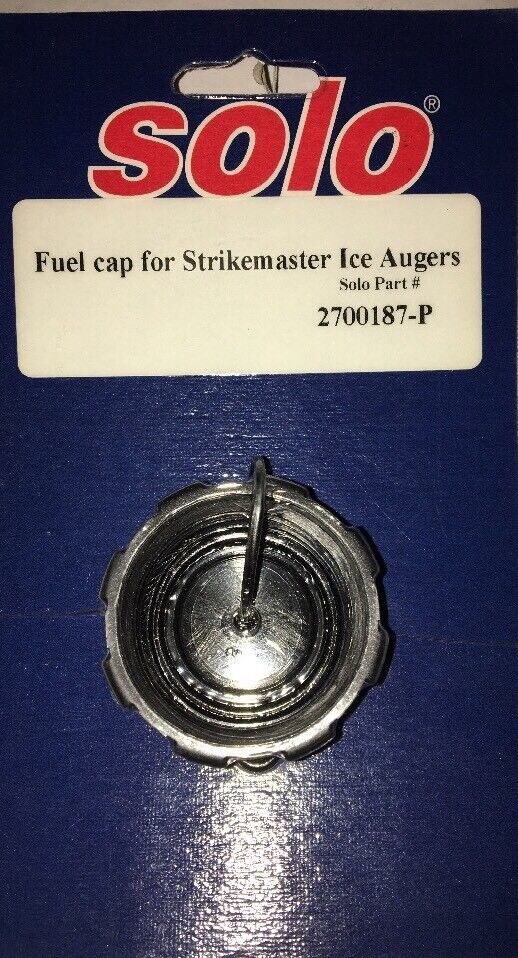 solo®
Fuel cap for Strikemaster Ice Augers
Solo Part #
2700187-P